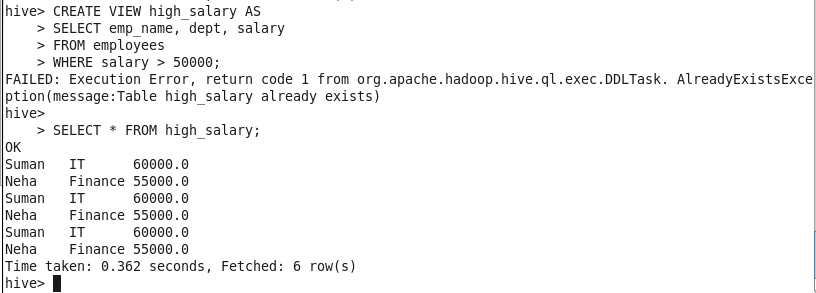 hive> CREATE VIEW high_salary AS
    > SELECT emp_name, dept, salary
    > FROM employees
    > WHERE salary > 50000;
FAILED: Execution Error, return code 1 from org.apache.hadoop.hive.ql.exec.DDLTask. AlreadyExistsExce
ption(message:Table high_salary already exists)
hive>
    > SELECT * FROM high_salary;
OK
Suman   IT      60000.0
Neha    Finance 55000.0
Suman   IT      60000.0
Neha    Finance 55000.0
Suman   IT      60000.0
Neha    Finance 55000.0
Time taken: 0.362 seconds, Fetched: 6 row(s)
hive>